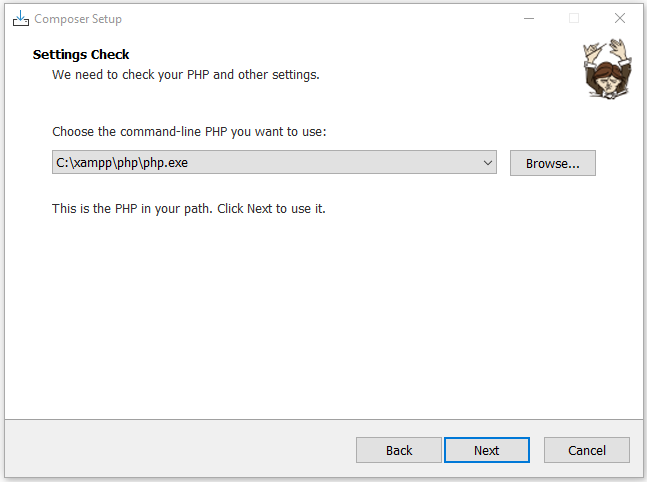 Composer Setup
Settings Check
We need to check your PHP and other settings.
Choose the command-line PHP you want to use:
C:\xampp\php\php.exe
Browse...
This is the PHP in your path. Click Next to use it.
Back
Next
Cancel